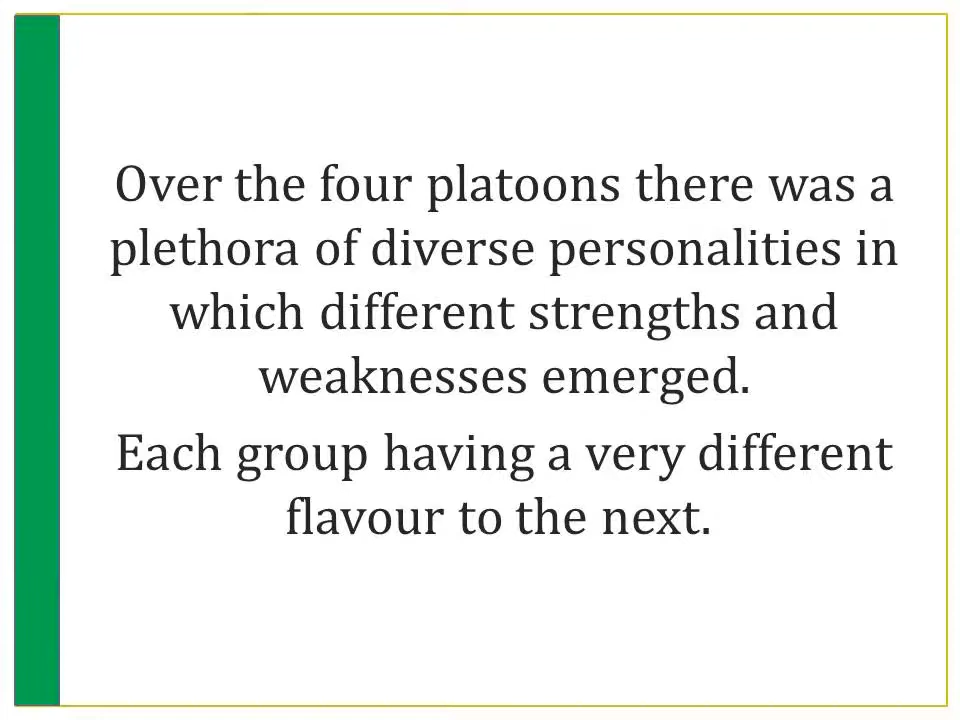 Over the four platoons there was a
plethora of diverse personalities in
which different strengths and
weaknesses emerged.
Each group having a very different
flavour to the next.